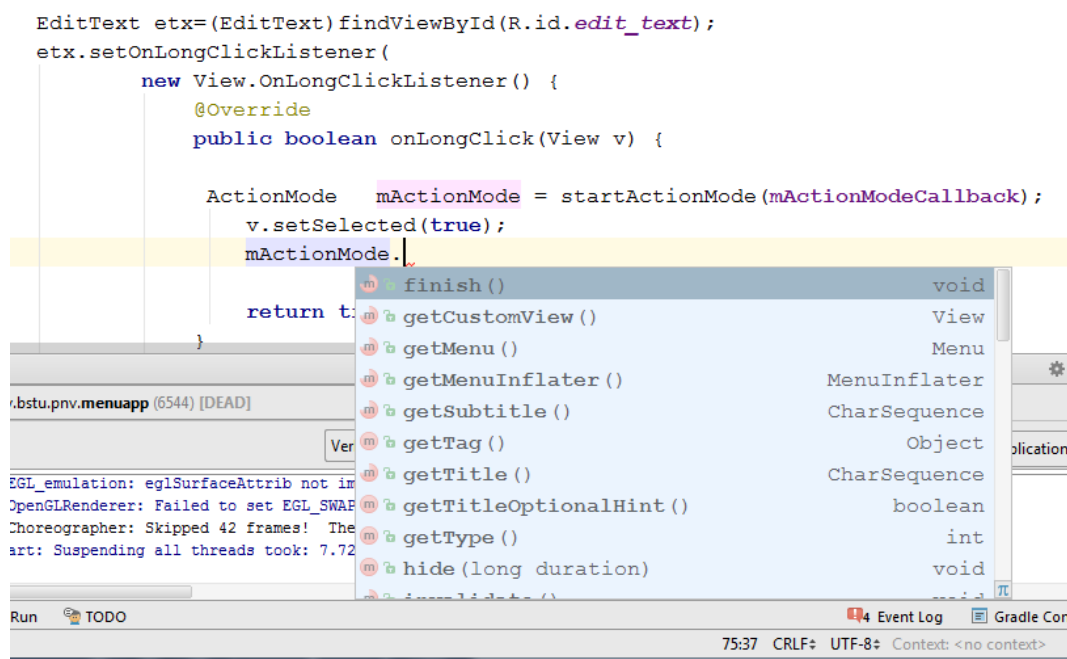 EditText etx=(EditText)findViewById(R.id.edit_text);
etx.setOnLongClickListener(
new View.OnLongClickListener() {
@Override
public boolean onLongClick(View v) {
ActionMode mActionMode = startActionMode(mActionModeCallback);
v.setSelected(true);
mActionMode.
finish() void
return
getCustomView() View
}
getMenu() Menu
getMenuInflater() MenuInflater
.bstu.pnv.menuapp (6544) [DEAD]
getSubtitle() CharSequence
Ver
getTag() Object
plication
getTitle() CharSequence
EGL_emulation: eglSurfaceAttrib not im
getTitleOptionalHint() boolean
OpenGLRenderer: Failed to set EGL_SWAP
Choreographer: Skipped 42 frames! The
getType() int
art: Suspending all threads took: 7.72
hide(long duration) void
π
Run TODO 4 Event Log Gradle Con
75:37 CRLF UTF-8 Context: <no context>